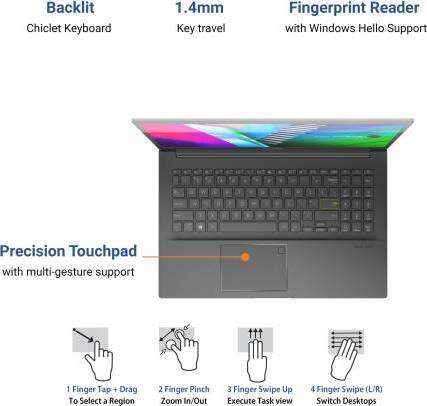 Backlit
Chiclet Keyboard
1.4mm
Key travel
Fingerprint Reader
with Windows Hello Support
Precision Touchpad
with multi-gesture support
1 Finger Tap + Drag
To Select a Region
2 Finger Pinch
Zoom In/Out
3 Finger Swipe Up
Execute Task view
4 Finger Swipe (L/R)
Switch Desktops